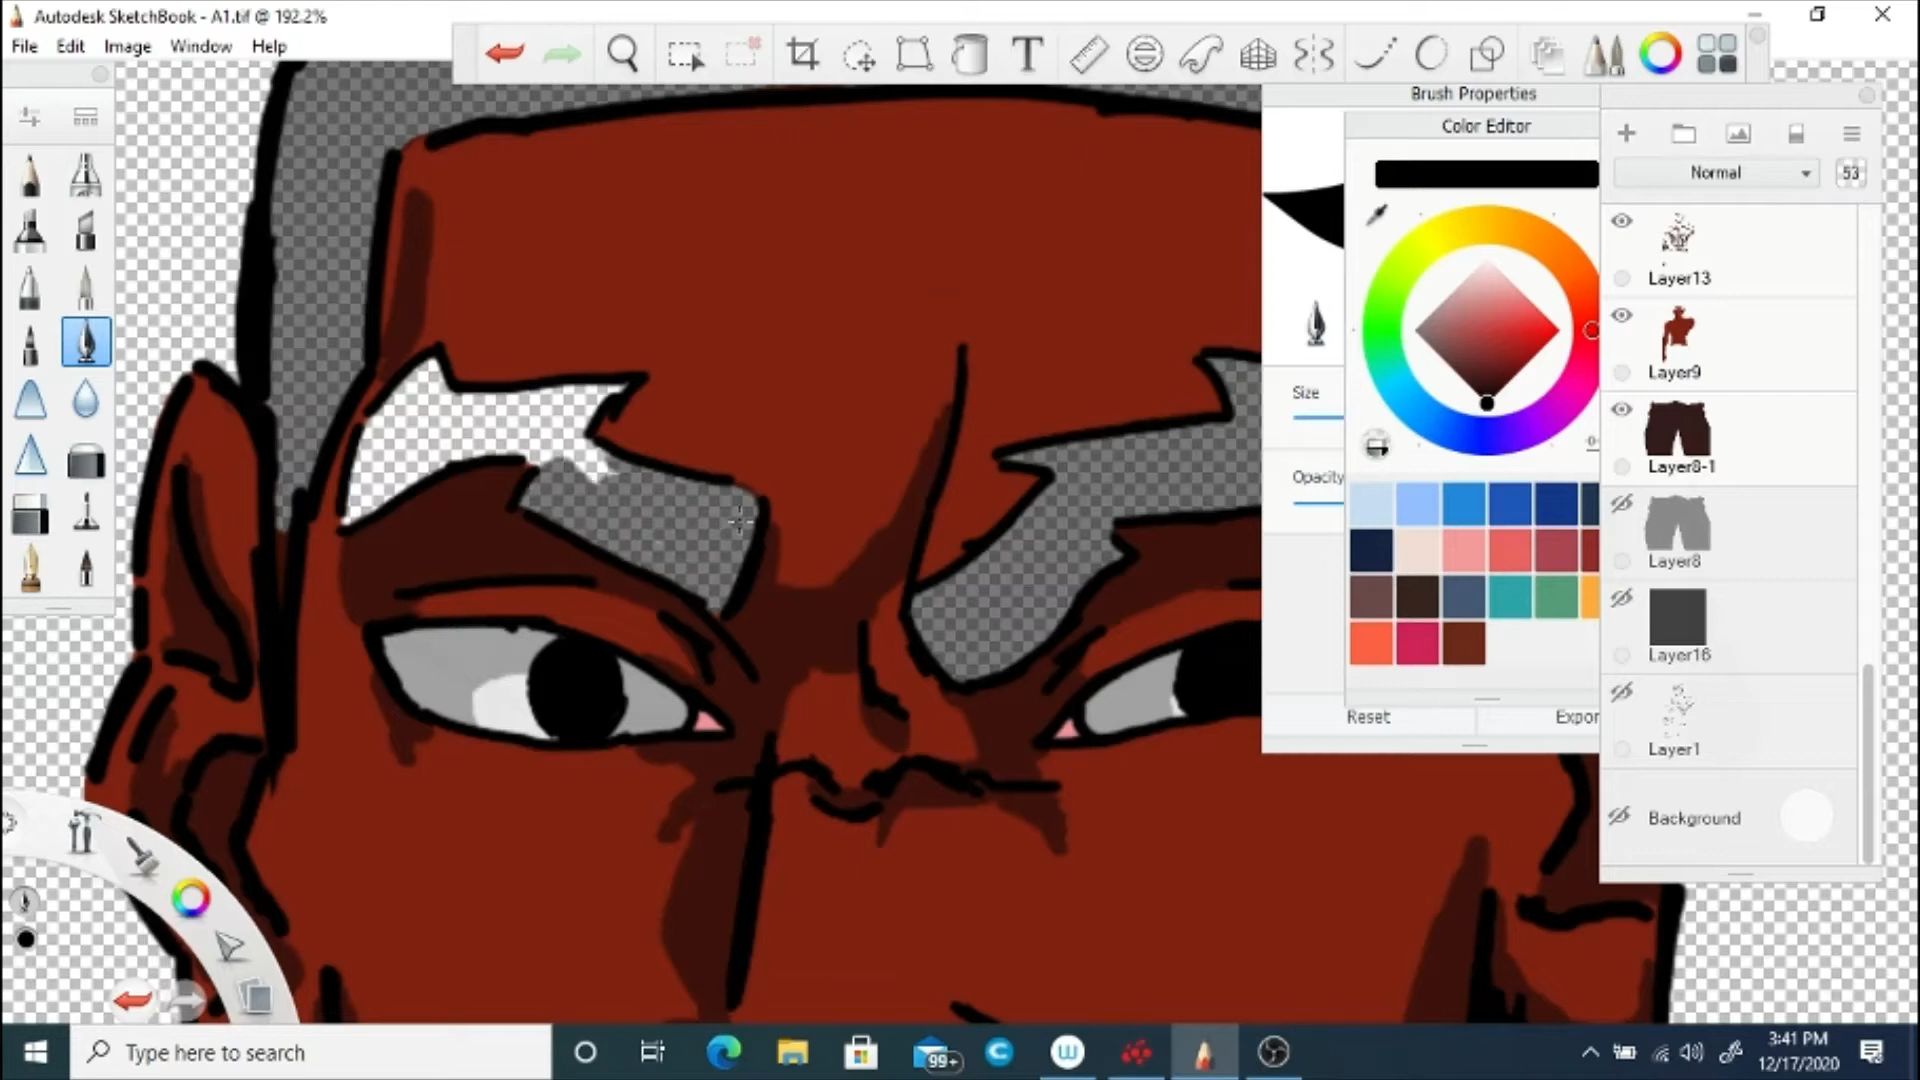 Autodesk SketchBook - A1.tif @ 192.2%
File Edit Image Window Help
T
Brush Properties
Color Editor
Normal
53
Size
Opacity
Reset
Expor
Layer13
Layer9
Layer8-1
Layer8
Layer16
Layer1
Background
Type here to search
99+
3:41 PM
12/17/2020